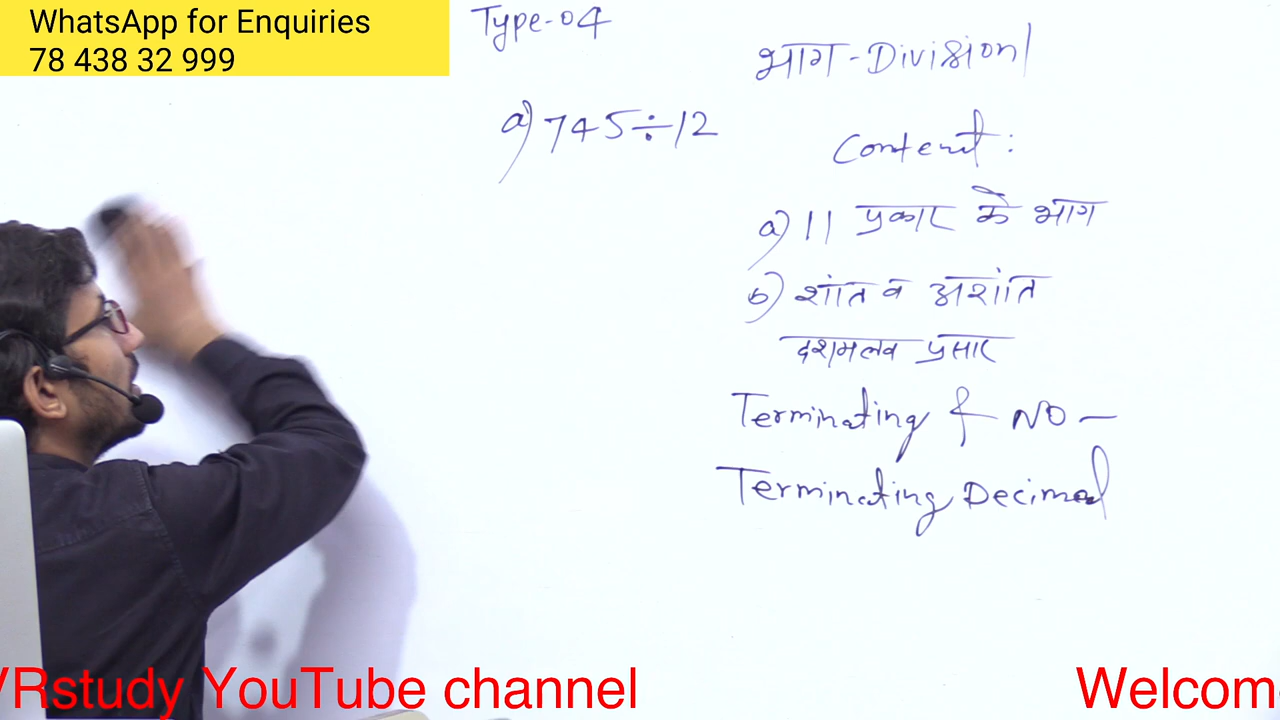 WhatsApp for Enquiries
78 438 32 999
Type-04
a) 745÷12
भाग-Division
Content:
a) 11 प्रकार के भाग
b) शांत व अशांत
दशमलव प्रसार
Terminating & NO-
Terminating Decimal
VRstudy YouTube channel
Welcom